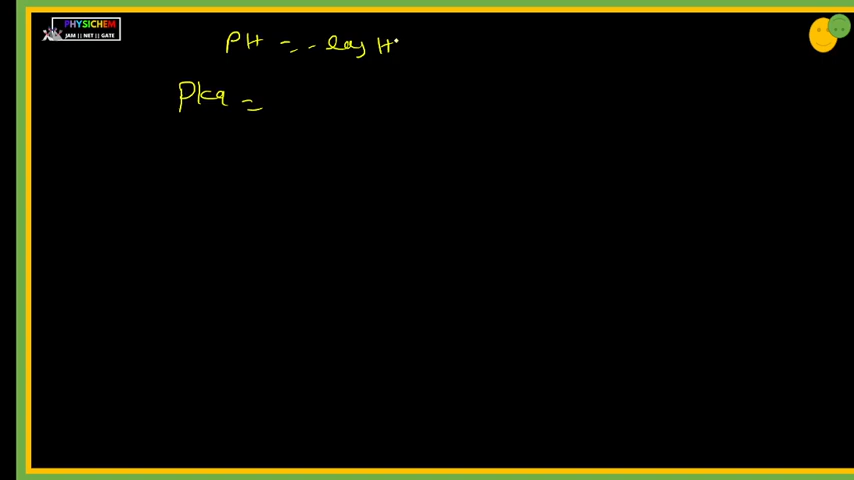 PHYSICHEM
JAM || NET || GATE
PH = - log H+
Pka =